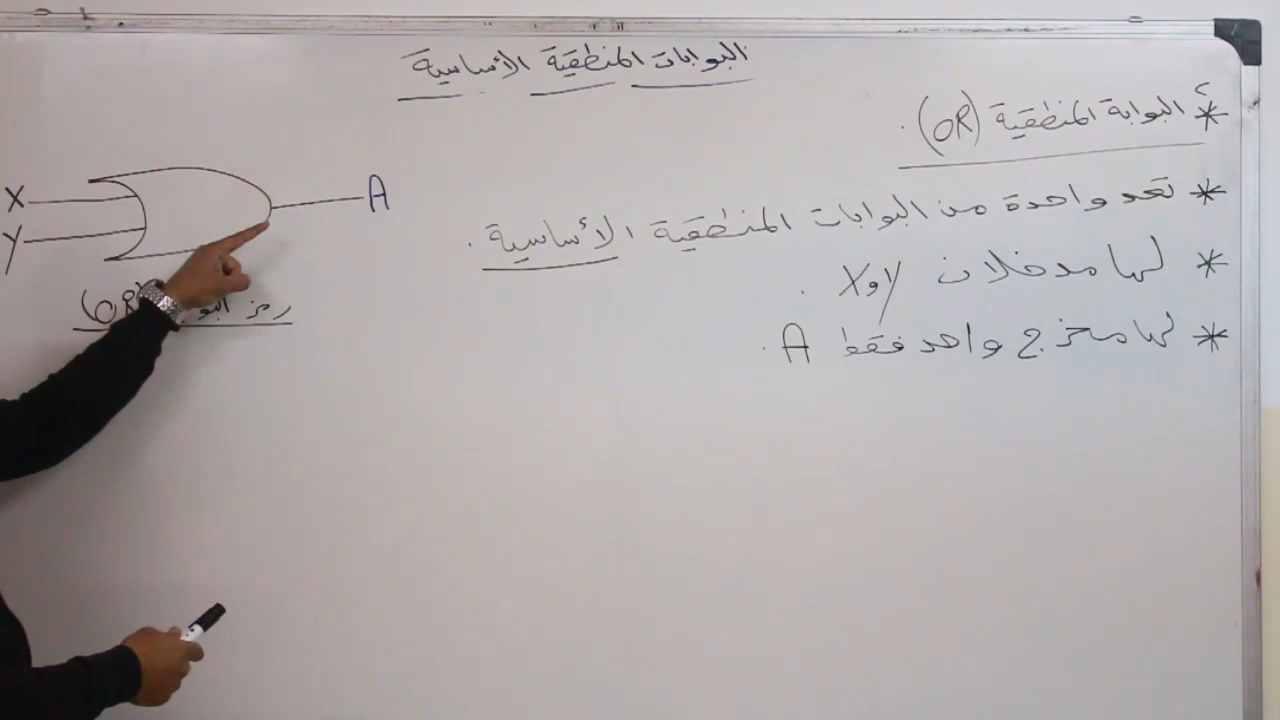 البوابات المنطقية الأساسية
* البوابة المنطقية (OR).
* تعد واحدة من البوابات المنطقية الأساسية.
* لها مدخلان X و y.
* لها مخرج واحد فقط A.
X
y
A
رمز (OR)